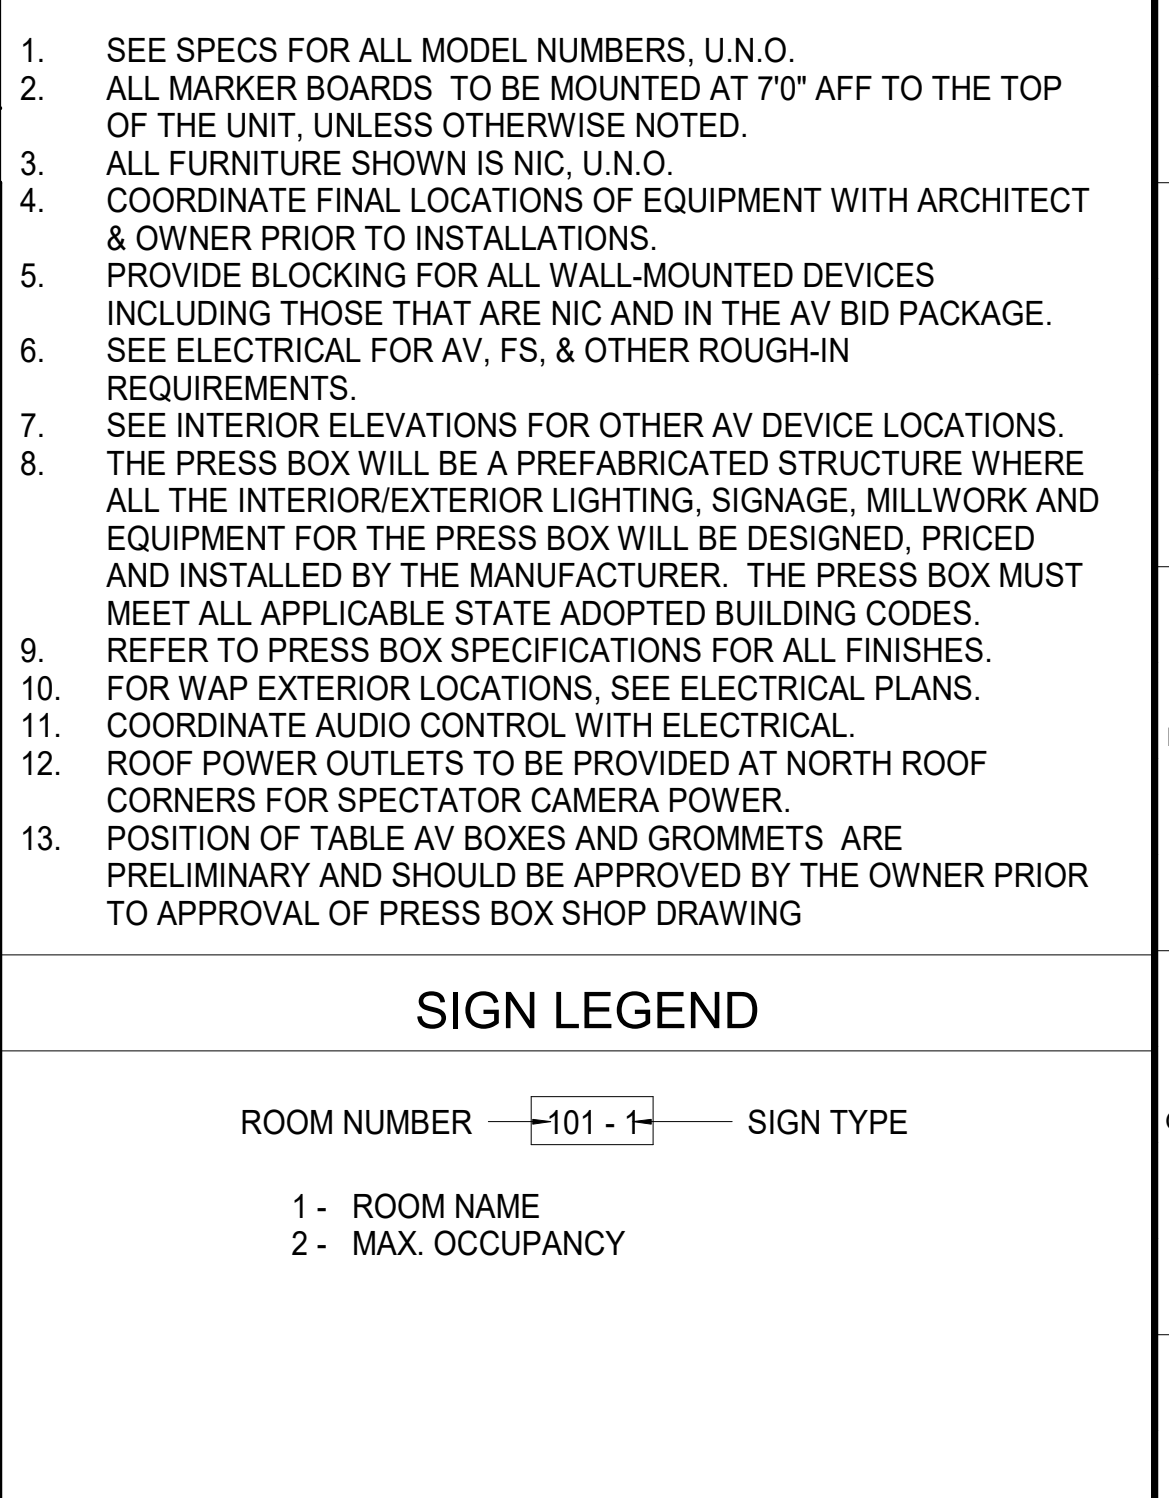 1. SEE SPECS FOR ALL MODEL NUMBERS, U.N.O.
2. ALL MARKER BOARDS  TO BE MOUNTED AT 7'0" AFF TO THE TOP
OF THE UNIT, UNLESS OTHERWISE NOTED.
3. ALL FURNITURE SHOWN IS NIC, U.N.O.
4. COORDINATE FINAL LOCATIONS OF EQUIPMENT WITH ARCHITECT
& OWNER PRIOR TO INSTALLATIONS.
5. PROVIDE BLOCKING FOR ALL WALL-MOUNTED DEVICES
INCLUDING THOSE THAT ARE NIC AND IN THE AV BID PACKAGE.
6. SEE ELECTRICAL FOR AV, FS, & OTHER ROUGH-IN
REQUIREMENTS.
7. SEE INTERIOR ELEVATIONS FOR OTHER AV DEVICE LOCATIONS.
8. THE PRESS BOX WILL BE A PREFABRICATED STRUCTURE WHERE
ALL THE INTERIOR/EXTERIOR LIGHTING, SIGNAGE, MILLWORK AND
EQUIPMENT FOR THE PRESS BOX WILL BE DESIGNED, PRICED
AND INSTALLED BY THE MANUFACTURER.  THE PRESS BOX MUST
MEET ALL APPLICABLE STATE ADOPTED BUILDING CODES.
9. REFER TO PRESS BOX SPECIFICATIONS FOR ALL FINISHES.
10. FOR WAP EXTERIOR LOCATIONS, SEE ELECTRICAL PLANS.
11. COORDINATE AUDIO CONTROL WITH ELECTRICAL.
12. ROOF POWER OUTLETS TO BE PROVIDED AT NORTH ROOF
CORNERS FOR SPECTATOR CAMERA POWER.
13. POSITION OF TABLE AV BOXES AND GROMMETS  ARE
PRELIMINARY AND SHOULD BE APPROVED BY THE OWNER PRIOR
TO APPROVAL OF PRESS BOX SHOP DRAWING
SIGN LEGEND
ROOM NUMBER 101 - 1 SIGN TYPE
1 - ROOM NAME
2 - MAX. OCCUPANCY